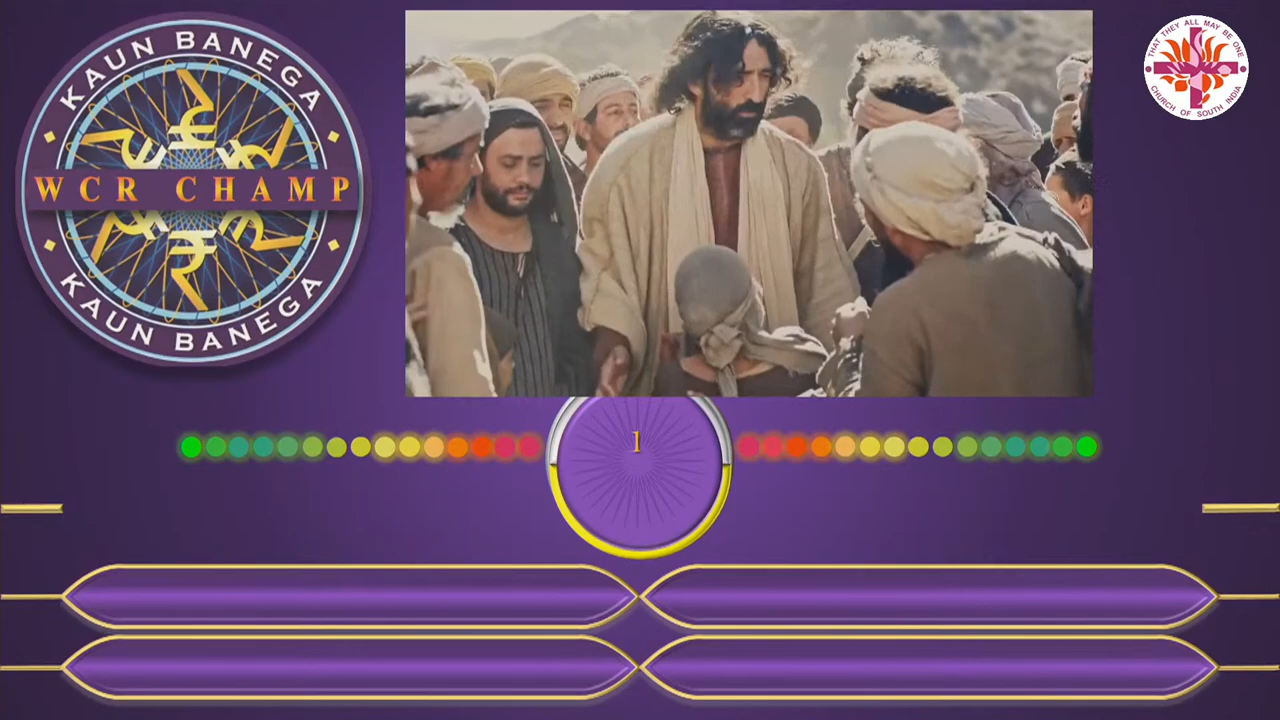 KAUN BANEGA
WCR CHAMP
KAUN BANEGA
THAT THEY ALL MAY BE ONE
CHURCH OF SOUTH INDIA
1